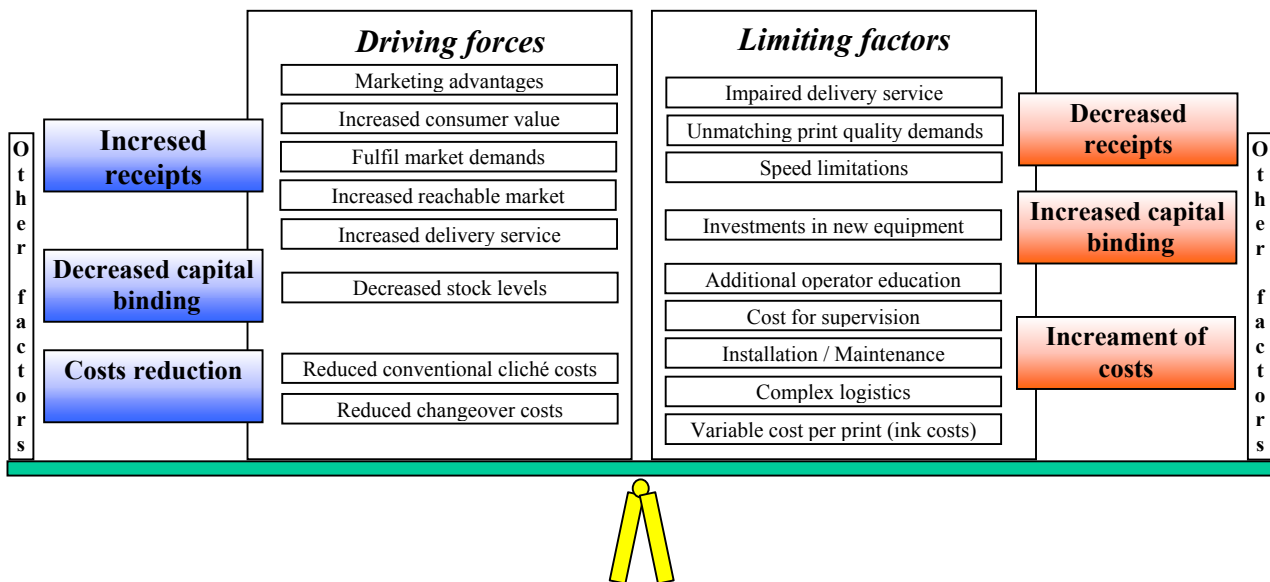 Driving forces
Marketing advantages
Increased consumer value
Fulfil market demands
Increased reachable market
Increased delivery service
Decreased stock levels
Reduced conventional cliché costs
Reduced changeover costs
Incresed
receipts
Decreased capital
binding
Costs reduction
Other factors
Limiting factors
Impaired delivery service
Unmatching print quality demands
Speed limitations
Investments in new equipment
Additional operator education
Cost for supervision
Installation / Maintenance
Complex logistics
Variable cost per print (ink costs)
Decreased
receipts
Increased capital
binding
Increament of
costs
Other factors